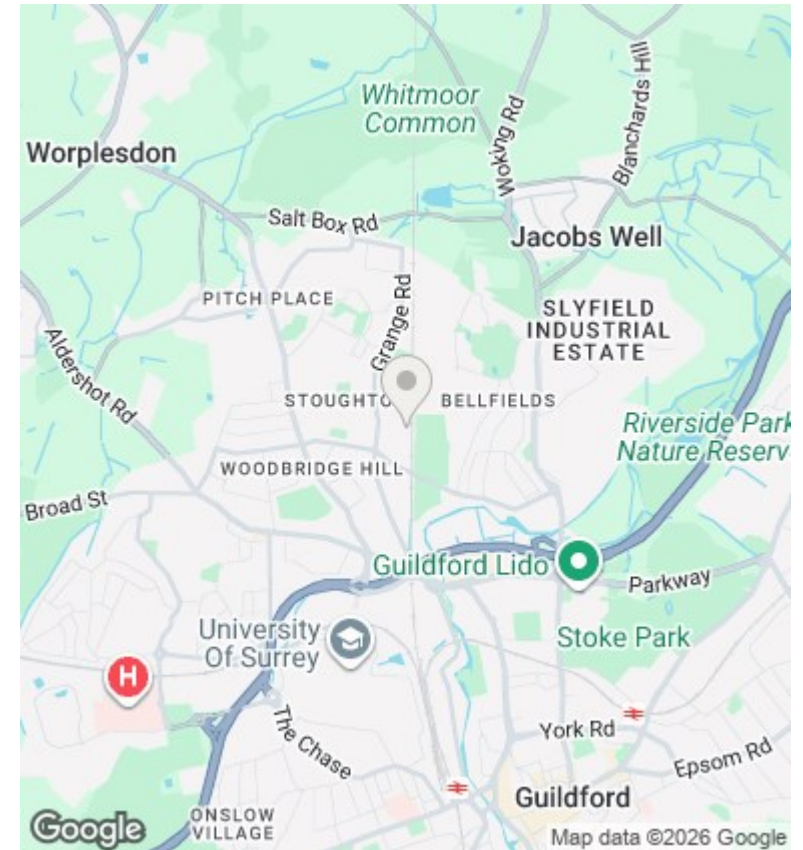 Whitmoor
Common
Woking Rd
Blanchards Hill
Worplesdon
Salt Box Rd
Jacobs Well
PITCH PLACE
Grange Rd
SLYFIELD
INDUSTRIAL
ESTATE
Aldershot Rd
STOUGHTO
BELLFIELDS
Riverside Park
Nature Reserv
WOODBRIDGE HILL
Broad St
Guildford Lido
Parkway
University
Of Surrey
Stoke Park
H
The Chase
York Rd
Epsom Rd
ONSLOW
VILLAGE
Guildford
Google
Map data ©2026 Google